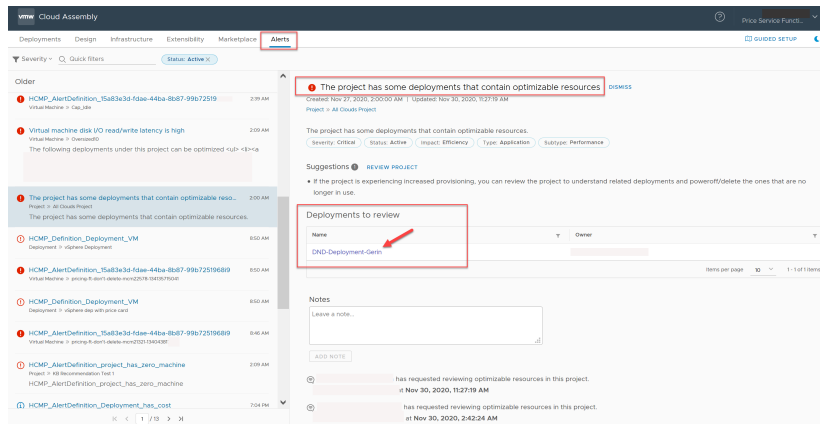 vmw Cloud Assembly
Price Service Functi...
Deployments Design Infrastructure Extensibility Marketplace Alerts
GUIDED SETUP
Severity Quick filters Status: Active ×
Older
HCMP_AlertDefinition_15a83e3d-fdae-44ba-8b87-99b72519 2:39 AM
Virtual Machine » Cap_Idle
Virtual machine disk I/O read/write latency is high 2:09 AM
Virtual Machine » OversizedIO
The following deployments under this project can be optimized <ul> <li><a
The project has some deployments that contain optimizable reso... 2:00 AM
Project » All Clouds Project
The project has some deployments that contain optimizable resources.
HCMP_Definition_Deployment_VM 8:50 AM
Deployment » vSphere Deployment
HCMP_AlertDefinition_15a83e3d-fdae-44ba-8b87-99b7251968f9 8:50 AM
HCMP_Definition_Deployment_VM 8:50 AM
Deployment » vSphere dep with price card
HCMP_AlertDefinition_15a83e3d-fdae-44ba-8b87-99b7251968f9 8:46 AM
HCMP_AlertDefinition_project_has_zero_machine 2:09 AM
Project » KB Recommendation Test 1
HCMP_AlertDefinition_project_has_zero_machine
HCMP_AlertDefinition_Deployment_has_cost 7:04 PM
1 / 13
The project has some deployments that contain optimizable resources DISMISS
Created: Nov 27, 2020, 2:00:00 AM | Updated: Nov 30, 2020, 11:27:19 AM
Project » All Clouds Project
The project has some deployments that contain optimizable resources.
Severity: Critical Status: Active Impact: Efficiency Type: Application Subtype: Performance
Suggestions REVIEW PROJECT
• If the project is experiencing increased provisioning, you can review the project to understand related deployments and poweroff/delete the ones that are no
longer in use.
Deployments to review
Name Owner
DND-Deployment-Gerin
Items per page 10 1 - 1 of 1 items
Notes
Leave a note...
ADD NOTE
has requested reviewing optimizable resources in this project.
at Nov 30, 2020, 11:27:19 AM
has requested reviewing optimizable resources in this project.
at Nov 30, 2020, 2:42:24 AM